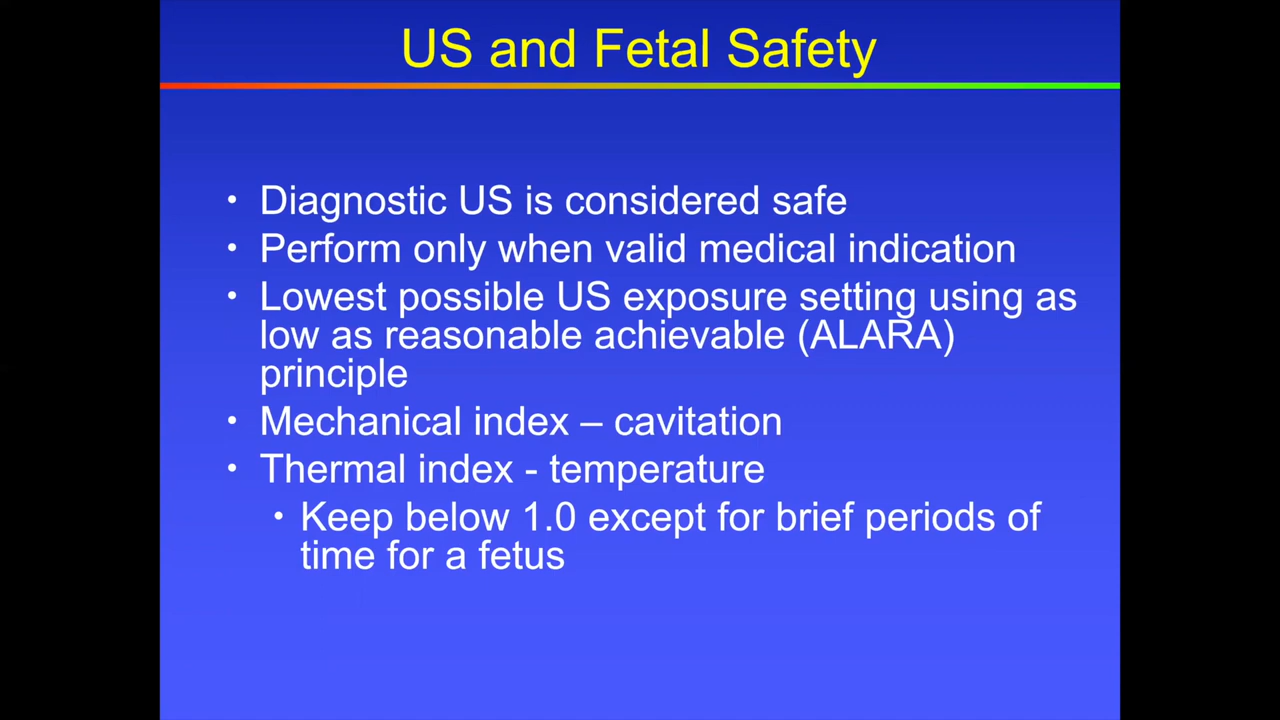 US and Fetal Safety
• Diagnostic US is considered safe
• Perform only when valid medical indication
• Lowest possible US exposure setting using as
low as reasonable achievable (ALARA)
principle
• Mechanical index – cavitation
• Thermal index - temperature
• Keep below 1.0 except for brief periods of
time for a fetus